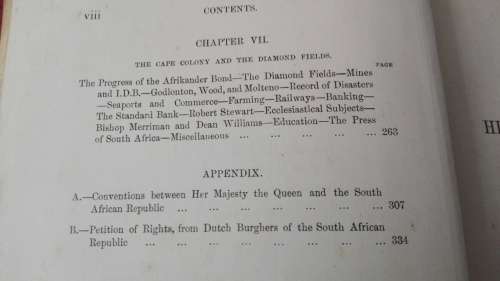 viii CONTENTS.
CHAPTER VII.
THE CAPE COLONY AND THE DIAMOND FIELDS.
PAGE
The Progress of the Afrikander Bond—The Diamond Fields—Mines
and I.D.B.—Godlonton, Wood, and Molteno—Record of Disasters
—Seaports and Commerce—Farming—Railways—Banking—
The Standard Bank—Robert Stewart—Ecclesiastical Subjects—
Bishop Merriman and Dean Williams—Education—The Press
of South Africa—Miscellaneous ... ... ... ... ... 263
APPENDIX.
A.—Conventions between Her Majesty the Queen and the South
African Republic ... ... ... ... ... ... 307
B.—Petition of Rights, from Dutch Burghers of the South African
Republic ... ... ... ... ... ... ... 334